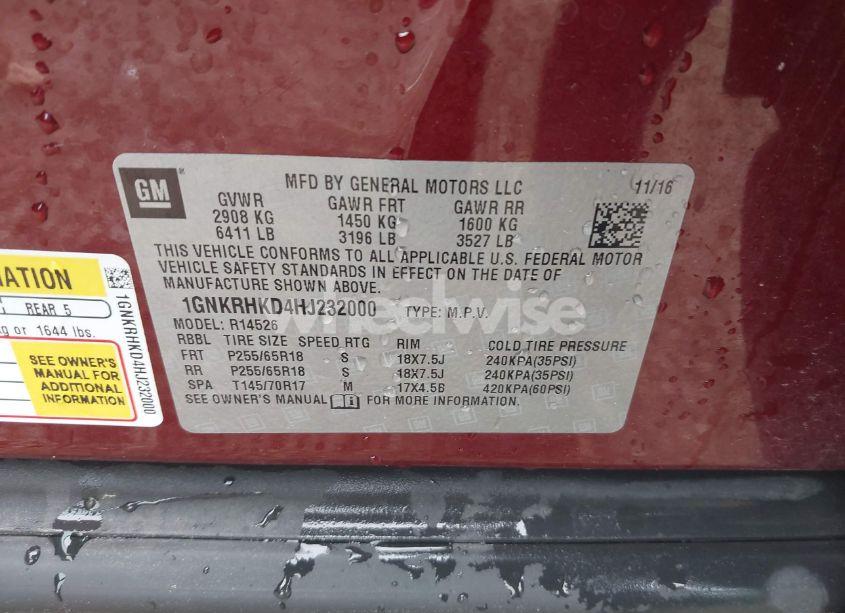 GM
MFD BY GENERAL MOTORS LLC 11/16
GVWR GAWR FRT GAWR RR
2908 KG 1450 KG 1600 KG
6411 LB 3196 LB 3527 LB
THIS VEHICLE CONFORMS TO ALL APPLICABLE U.S. FEDERAL MOTOR
VEHICLE SAFETY STANDARDS IN EFFECT ON THE DATE OF
MANUFACTURE SHOWN ABOVE.
1GNKRHKD4HJ232000 TYPE: M.P.V.
MODEL: R14526
RBBL TIRE SIZE SPEED RTG RIM COLD TIRE PRESSURE
FRT P255/65R18 S 18X7.5J 240KPA(35PSI)
RR P255/65R18 S 18X7.5J 240KPA(35PSI)
SPA T145/70R17 M 17X4.5B 420KPA(60PSI)
SEE OWNER'S MANUAL FOR MORE INFORMATION.
wheelwise
MATION
REAR 5
kg or 1644 lbs.
SEE OWNER'S
MANUAL FOR
ADDITIONAL
INFORMATION
1GNKRHKD4HJ232000